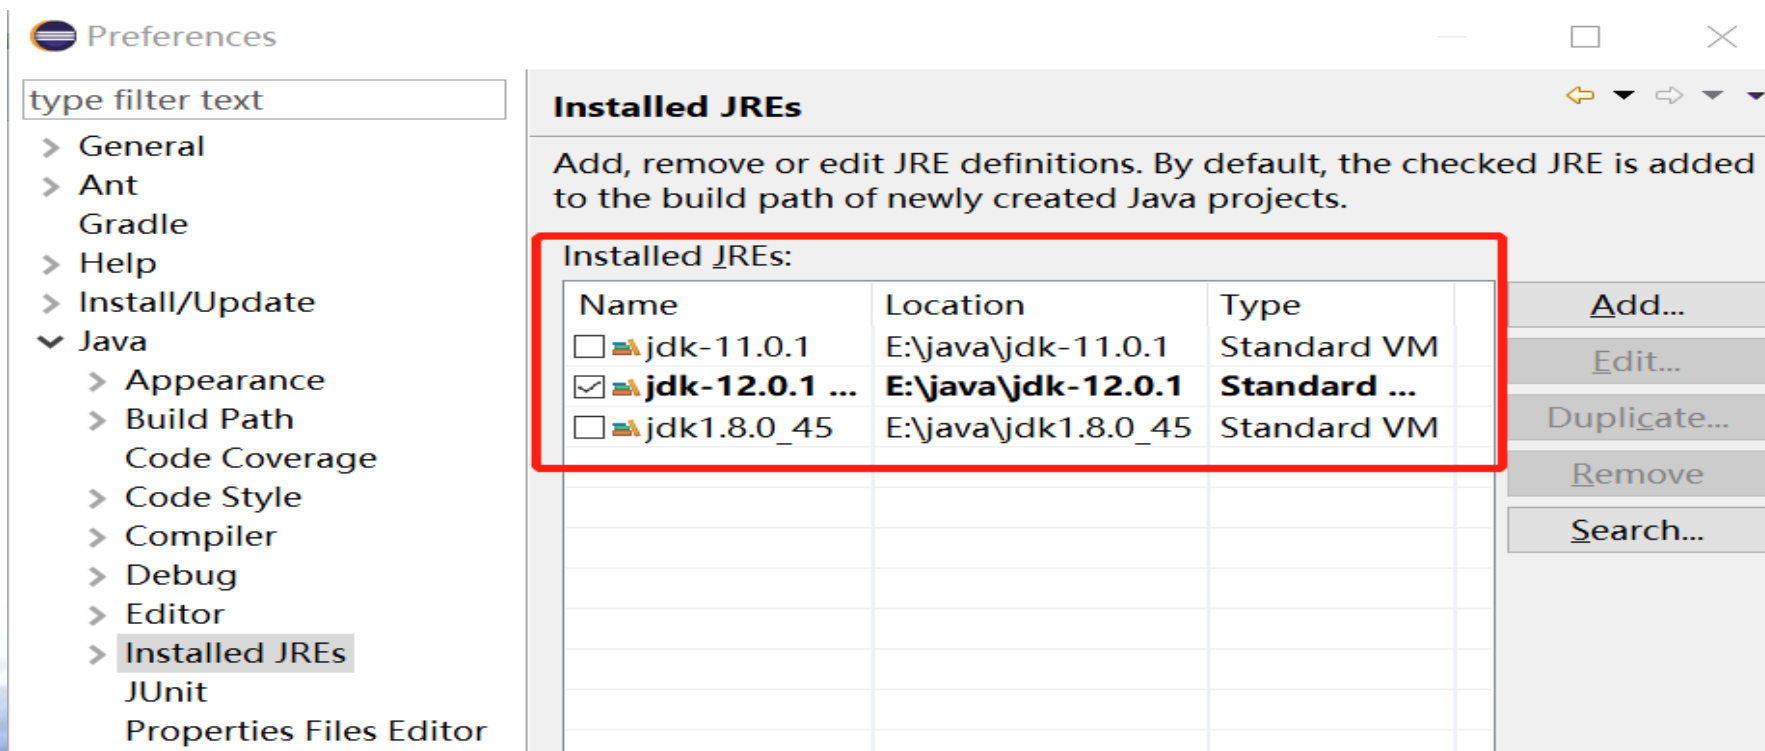 Preferences
type filter text
General
Ant
Gradle
Help
Install/Update
Java
Appearance
Build Path
Code Coverage
Code Style
Compiler
Debug
Editor
Installed JREs
JUnit
Properties Files Editor
Installed JREs
Add, remove or edit JRE definitions. By default, the checked JRE is added
to the build path of newly created Java projects.
Installed JREs:
Name Location Type
jdk-11.0.1 E:\java\jdk-11.0.1 Standard VM
jdk-12.0.1 ... E:\java\jdk-12.0.1 Standard ...
jdk1.8.0_45 E:\java\jdk1.8.0_45 Standard VM
Add...
Edit...
Duplicate...
Remove
Search...